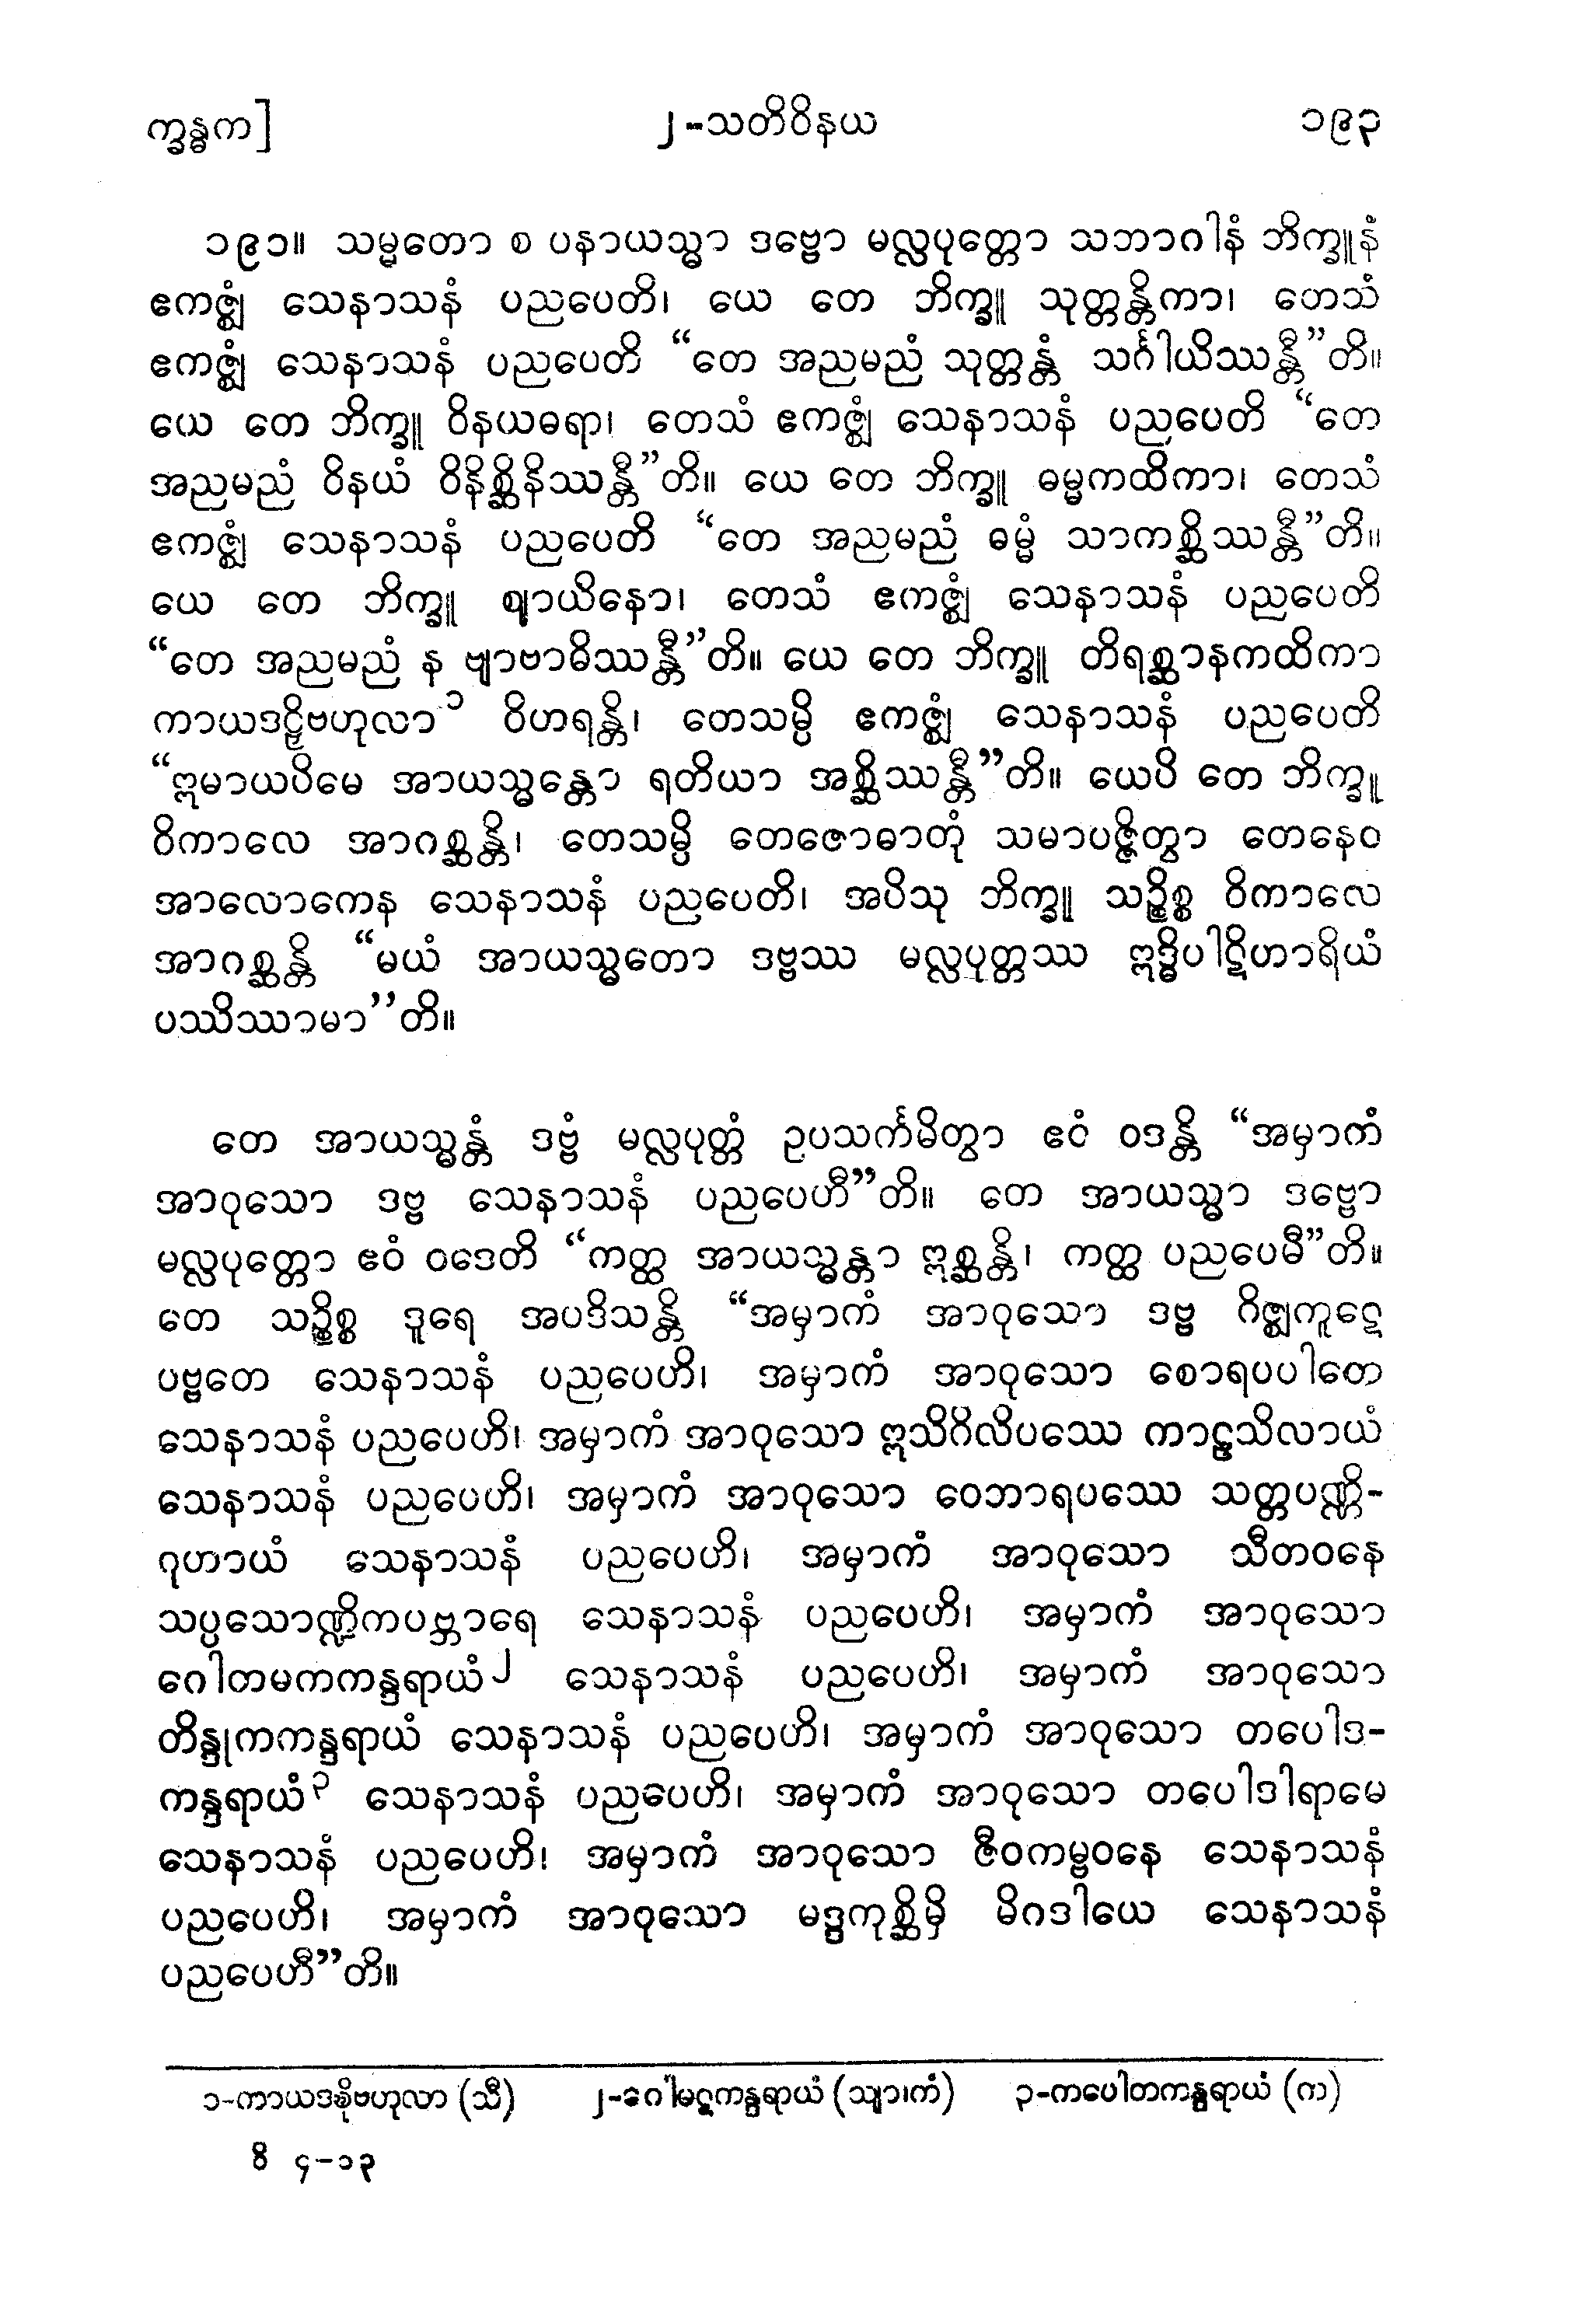 က္ခန္ဓက]
၂-သတိဝိနယ
၁၉၃
၁၉၁။ သမ္မတော စ ပနာယသ္မာ ဒဗ္ဗော မလ္လပုတ္တော သဘာဂါနံ ဘိက္ခူနံ
ဧကဇ္ဈံ သေနာသနံ ပညပေတိ၊ ယေ တေ ဘိက္ခူ သုတ္တန္တိကာ၊ တေသံ
ဧကဇ္ဈံ သေနာသနံ ပညပေတိ “တေ အညမညံ သုတ္တန္တံ သင်္ဂါယိဿန္တီ”တိ။
ယေ တေ ဘိက္ခူ ဝိနယဓရာ၊ တေသံ ဧကဇ္ဈံ သေနာသနံ ပညပေတိ “တေ
အညမညံ ဝိနယံ ဝိနိစ္ဆိနိဿန္တီ”တိ။ ယေ တေ ဘိက္ခူ ဓမ္မကထိကာ၊ တေသံ
ဧကဇ္ဈံ သေနာသနံ ပညပေတိ “တေ အညမညံ ဓမ္မံ သာကစ္ဆိဿန္တီ”တိ။
ယေ တေ ဘိက္ခူ ဈာယိနော၊ တေသံ ဧကဇ္ဈံ သေနာသနံ ပညပေတိ
“တေ အညမညံ န ဗျာဗာဓိဿန္တီ”တိ။ ယေ တေ ဘိက္ခူ တိရစ္ဆာနကထိကာ
ကာယဒဠှိဗဟုလာ၁ ဝိဟရန္တိ၊ တေသမ္ပိ ဧကဇ္ဈံ သေနာသနံ ပညပေတိ
“ဣမာယပိမေ အာယသ္မန္တော ရတိယာ အစ္ဆိဿန္တီ”တိ။ ယေပိ တေ ဘိက္ခူ
ဝိကာလေ အာဂစ္ဆန္တိ၊ တေသမ္ပိ တေဇောဓာတုံ သမာပဇ္ဇိတွာ တေနေဝ
အာလောကေန သေနာသနံ ပညပေတိ၊ အပိသု ဘိက္ခူ သဉ္စိစ္စ ဝိကာလေ
အာဂစ္ဆန္တိ “မယံ အာယသ္မတော ဒဗ္ဗဿ မလ္လပုတ္တဿ ဣဒ္ဓိပါဋိဟာရိယံ
ပဿိဿာမာ”တိ။
တေ အာယသ္မန္တံ ဒဗ္ဗံ မလ္လပုတ္တံ ဥပသင်္ကမိတွာ ဧဝံ ဝဒန္တိ “အမှာကံ
အာဝုသော ဒဗ္ဗ သေနာသနံ ပညပေဟီ”တိ။ တေ အာယသ္မာ ဒဗ္ဗော
မလ္လပုတ္တော ဧဝံ ဝဒေတိ “ကတ္ထ အာယသ္မန္တာ ဣစ္ဆန္တိ၊ ကတ္ထ ပညပေမီ”တိ။
တေ သဉ္စိစ္စ ဒူရေ အပဒိသန္တိ “အမှာကံ အာဝုသော ဒဗ္ဗ ဂိဇ္ဈကူဋေ
ပဗ္ဗတေ သေနာသနံ ပညပေဟိ၊ အမှာကံ အာဝုသော စောရပပါတေ
သေနာသနံ ပညပေဟိ၊ အမှာကံ အာဝုသော ဣသိဂိလိပဿေ ကာဠသိလာယံ
သေနာသနံ ပညပေဟိ၊ အမှာကံ အာဝုသော ဝေဘာရပဿေ သတ္တပဏ္ဏိ-
ဂုဟာယံ သေနာသနံ ပညပေဟိ၊ အမှာကံ အာဝုသော သီတဝနေ
သပ္ပသောဏ္ဍိကပဗ္ဘာရေ သေနာသနံ ပညပေဟိ၊ အမှာကံ အာဝုသော
ဂေါတမကကန္ဒရာယံ၂ သေနာသနံ ပညပေဟိ၊ အမှာကံ အာဝုသော
တိန္ဒုကကန္ဒရာယံ သေနာသနံ ပညပေဟိ၊ အမှာကံ အာဝုသော တပေါဒ-
ကန္ဒရာယံ၃ သေနာသနံ ပညပေဟိ၊ အမှာကံ အာဝုသော တပေါဒါရာမေ
သေနာသနံ ပညပေဟိ၊ အမှာကံ အာဝုသော ဇီဝကမ္ဗဝနေ သေနာသနံ
ပညပေဟိ၊ အမှာကံ အာဝုသော မဒ္ဒကုစ္ဆိမှိ မိဂဒါယေ သေနာသနံ
ပညပေဟီ”တိ။
၁-ကာယဒဠှိဗဟုလာ (သီ) ၂-ဂေါမဋကန္ဒရာယံ (သျာ၊ကံ) ၃-ကပေါတကန္ဒရာယံ (က)
ဝိ ၄-၁၃